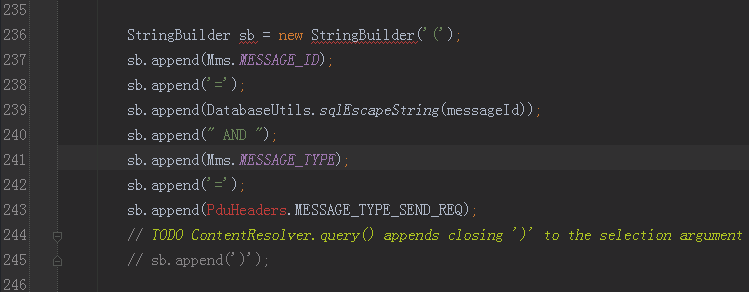 235
236 StringBuilder sb = new StringBuilder('(');
237 sb.append(Mms.MESSAGE_ID);
238 sb.append('=');
239 sb.append(DatabaseUtils.sqlEscapeString(messageId));
240 sb.append(" AND ");
241 sb.append(Mms.MESSAGE_TYPE);
242 sb.append('=');
243 sb.append(PduHeaders.MESSAGE_TYPE_SEND_REQ);
244 // TODO ContentResolver.query() appends closing ')' to the selection argument
245 // sb.append(')');
246